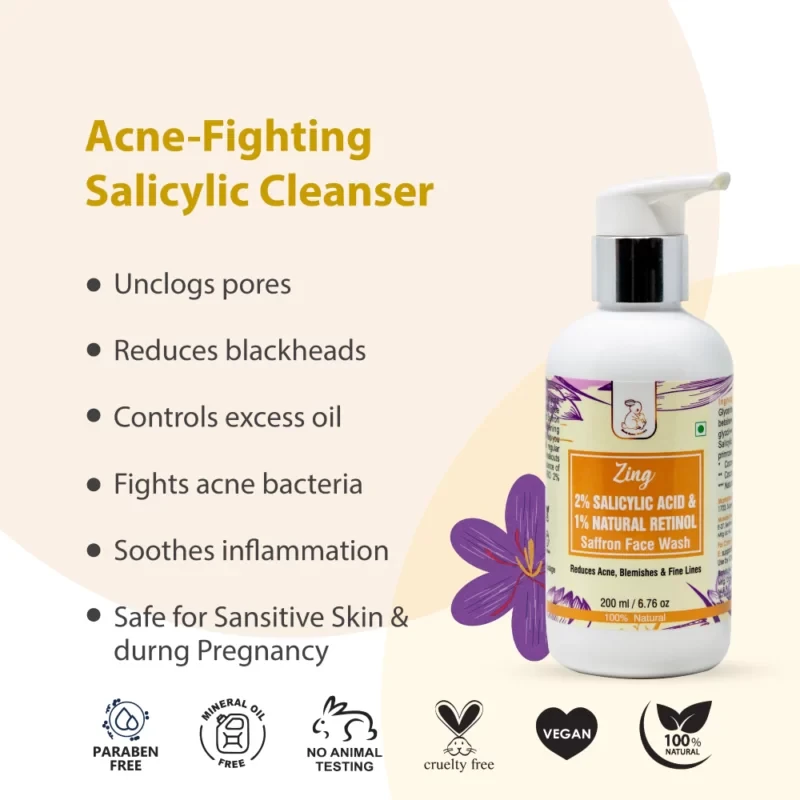 Acne-Fighting
Salicylic Cleanser
● Unclogs pores
● Reduces blackheads
● Controls excess oil
● Fights acne bacteria
● Soothes inflammation
● Safe for Sansitive Skin &
durng Pregnancy
Zing
2% SALICYLIC ACID &
1% NATURAL RETINOL
Saffron Face Wash
Reduces Acne, Blemishes & Fine Lines
200 ml / 6.76 oz
100% Natural
PARABEN
FREE
MINERAL OIL
FREE
NO ANIMAL
TESTING
cruelty free
VEGAN
100%
NATURAL